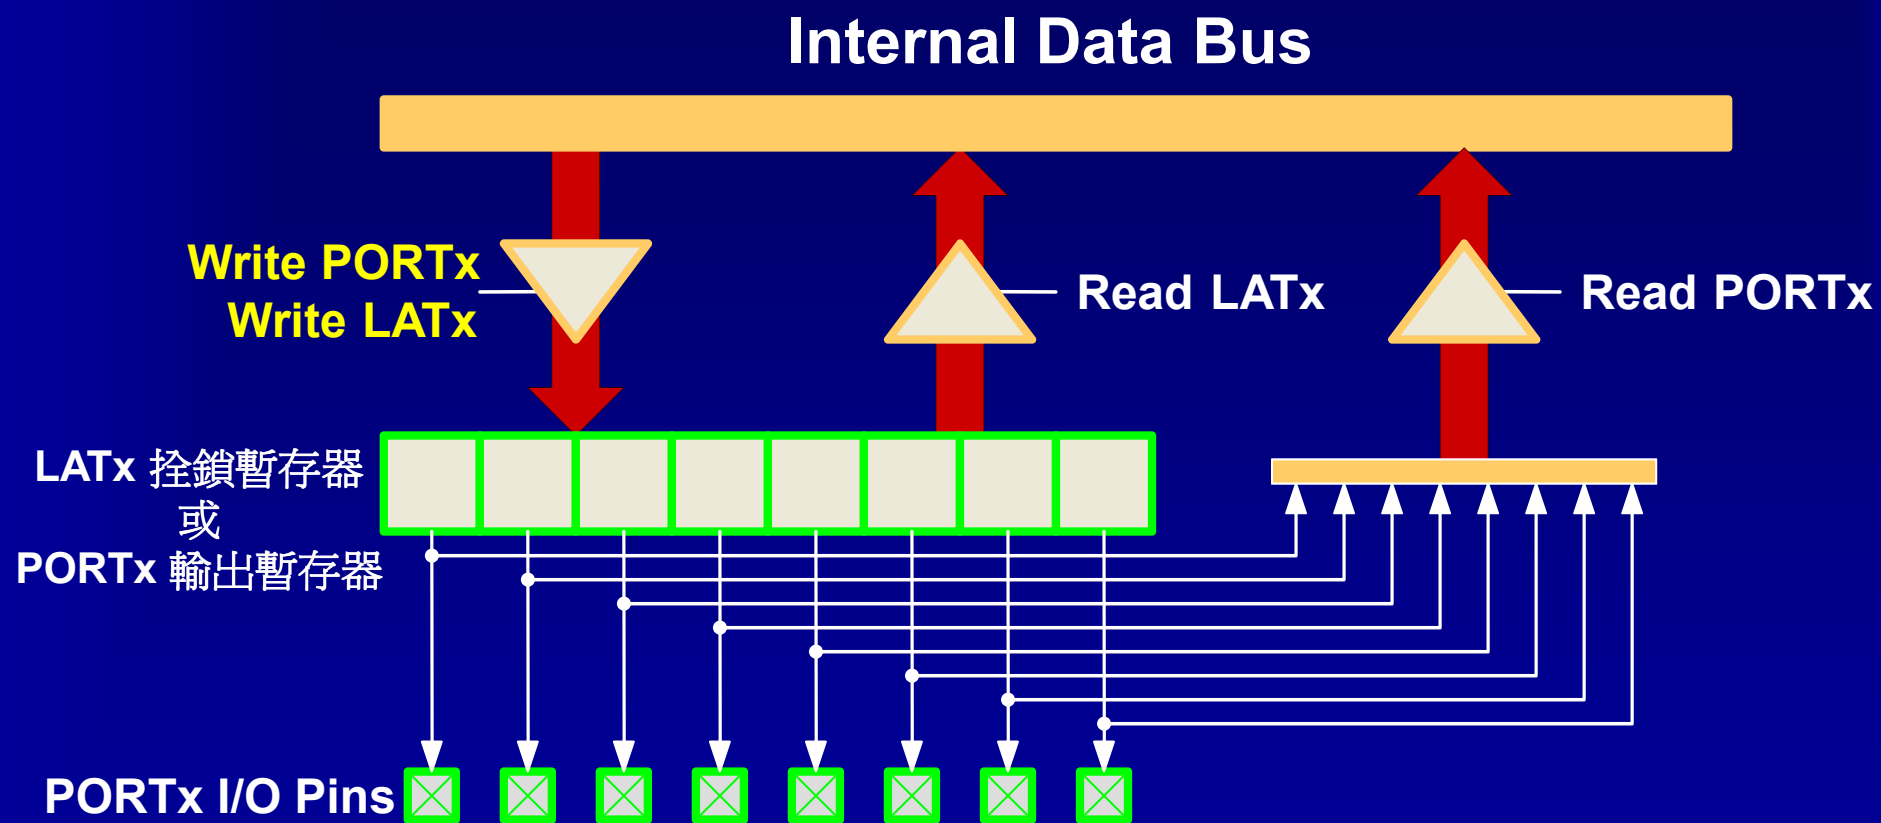 Internal Data Bus
Write PORTx
Write LATx
Read LATx
Read PORTx
LATx 拴鎖暫存器
或
PORTx 輸出暫存器
PORTx I/O Pins